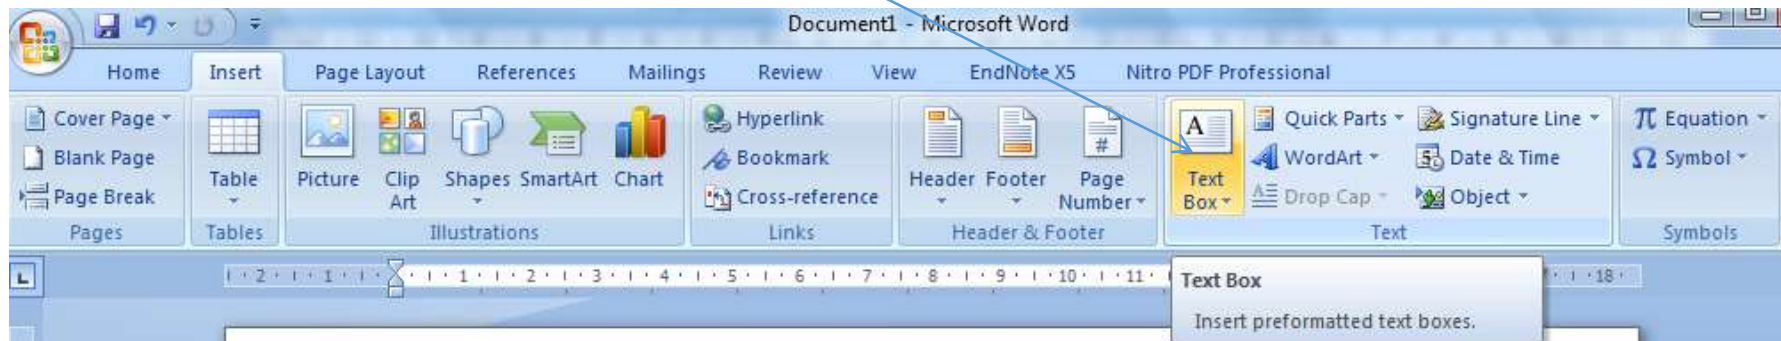 Document1 - Microsoft Word
Home Insert Page Layout References Mailings Review View EndNote X5 Nitro PDF Professional
Cover Page
Blank Page
Page Break
Pages
Table
Tables
Picture
Clip Art
Shapes
SmartArt
Chart
Illustrations
Hyperlink
Bookmark
Cross-reference
Links
Header
Footer
Page
Number
#
Header & Footer
A
Text
Box
Quick Parts
WordArt
Drop Cap
Signature Line
Date & Time
Object
Text
π Equation
Ω Symbol
Symbols
L
2 1 1 2 3 4 5 6 7 8 9 10 11 18
Text Box
Insert preformatted text boxes.